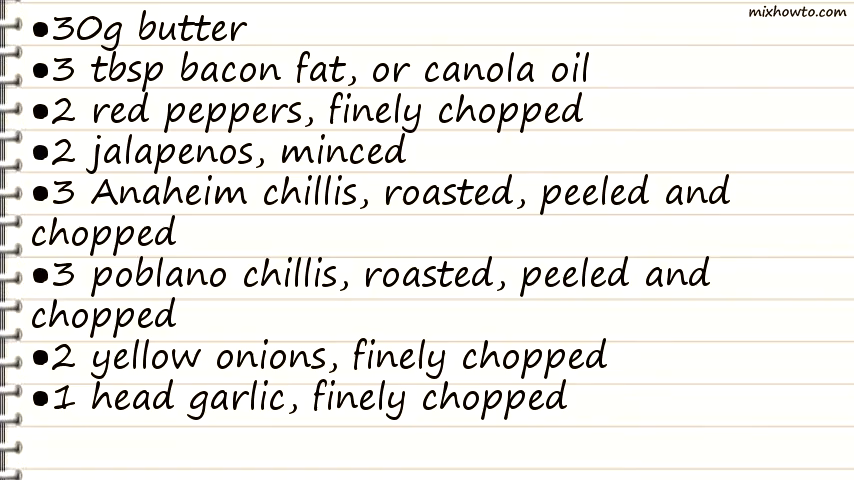 mixhowto.com
•30g butter
•3 tbsp bacon fat, or canola oil
•2 red peppers, finely chopped
•2 jalapenos, minced
•3 Anaheim chillis, roasted, peeled and
chopped
•3 poblano chillis, roasted, peeled and
chopped
•2 yellow onions, finely chopped
•1 head garlic, finely chopped